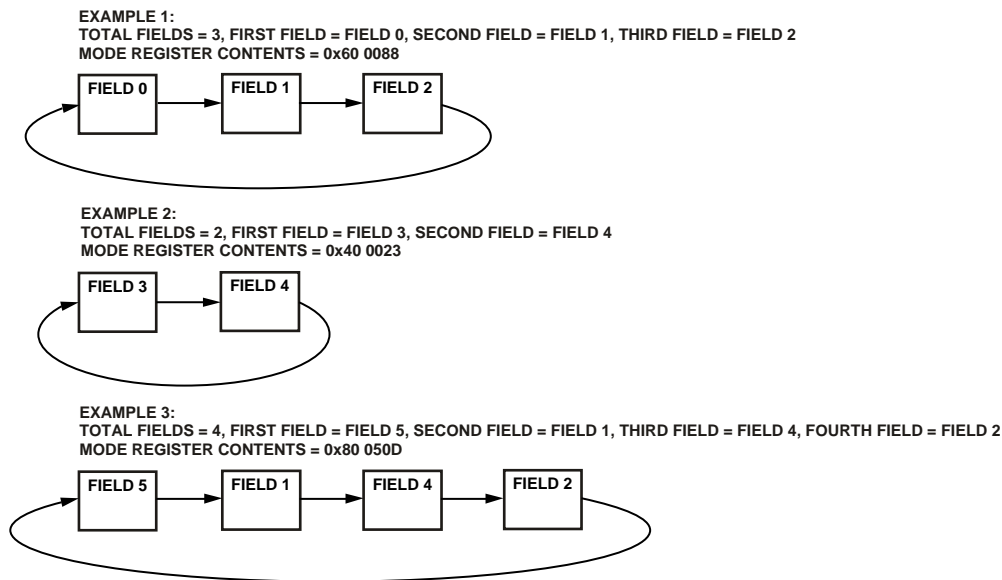 EXAMPLE 1:
TOTAL FIELDS = 3, FIRST FIELD = FIELD 0, SECOND FIELD = FIELD 1, THIRD FIELD = FIELD 2
MODE REGISTER CONTENTS = 0x60 0088
FIELD 0
FIELD 1
FIELD 2
EXAMPLE 2:
TOTAL FIELDS = 2, FIRST FIELD = FIELD 3, SECOND FIELD = FIELD 4
MODE REGISTER CONTENTS = 0x40 0023
FIELD 3
FIELD 4
EXAMPLE 3:
TOTAL FIELDS = 4, FIRST FIELD = FIELD 5, SECOND FIELD = FIELD 1, THIRD FIELD = FIELD 4, FOURTH FIELD = FIELD 2
MODE REGISTER CONTENTS = 0x80 050D
FIELD 5
FIELD 1
FIELD 4
FIELD 2